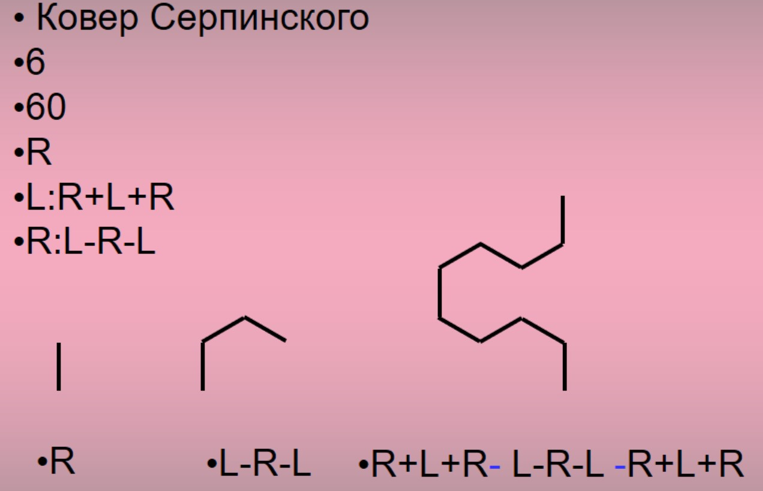 • Ковер Серпинского
•6
•60
•R
•L:R+L+R
•R:L-R-L
•R
•L-R-L
•R+L+R- L-R-L -R+L+R